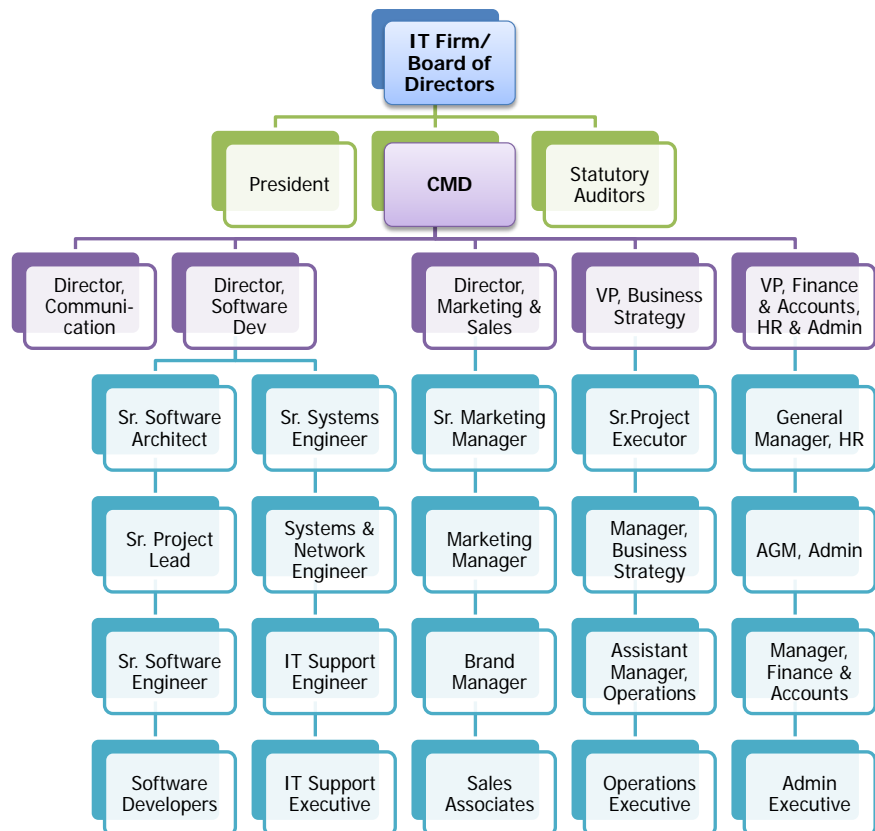 IT Firm/
Board of
Directors
President
CMD
Statutory
Auditors
Director,
Communi-
cation
Director,
Software
Dev
Director,
Marketing &
Sales
VP, Business
Strategy
VP, Finance
& Accounts,
HR & Admin
Sr. Software
Architect
Sr. Systems
Engineer
Sr. Marketing
Manager
Sr.Project
Executor
General
Manager, HR
Sr. Project
Lead
Systems &
Network
Engineer
Marketing
Manager
Manager,
Business
Strategy
AGM, Admin
Sr. Software
Engineer
IT Support
Engineer
Brand
Manager
Assistant
Manager,
Operations
Manager,
Finance &
Accounts
Software
Developers
IT Support
Executive
Sales
Associates
Operations
Executive
Admin
Executive